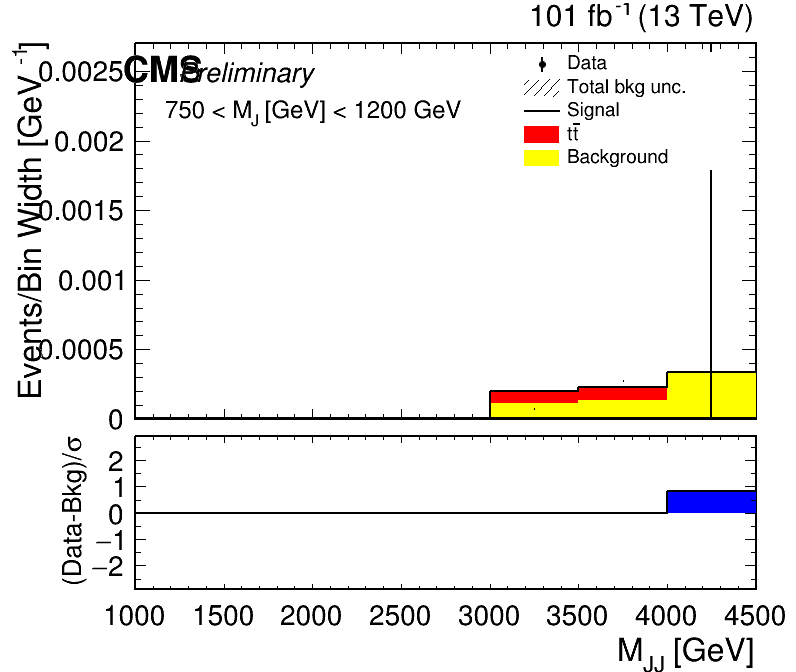 101 fb⁻¹ (13 TeV)
CMS Preliminary
750 < M_J [GeV] < 1200 GeV
Data
Total bkg unc.
Signal
tt̄
Background
Events/Bin Width [GeV⁻¹]
0.0025
0.002
0.0015
0.001
0.0005
0
(Data-Bkg)/σ
2
1
0
−1
−2
1000 1500 2000 2500 3000 3500 4000 4500
M_JJ [GeV]